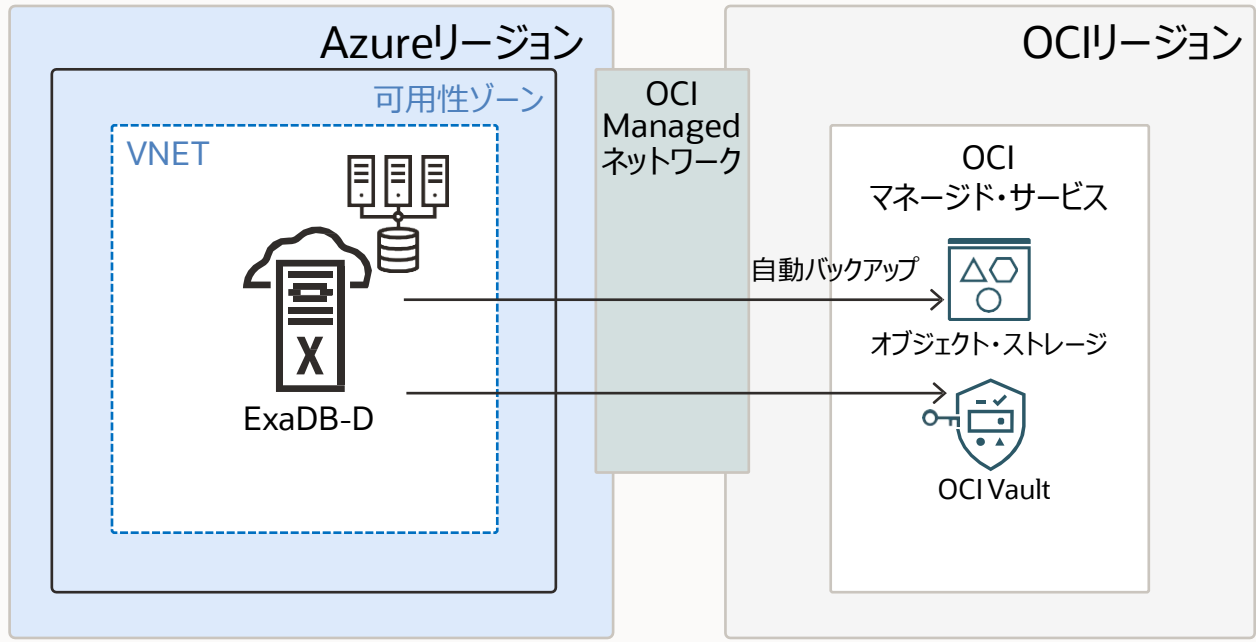 Azureリージョン
OCIリージョン
可用性ゾーン
OCI
Managed
ネットワーク
VNET
OCI
マネージド・サービス
X
自動バックアップ
オブジェクト・ストレージ
ExaDB-D
OCI Vault